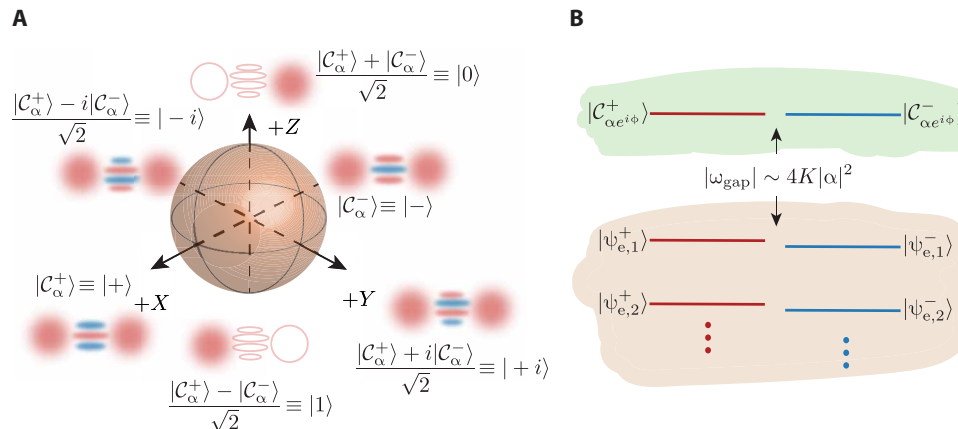 A
B
|C_α^+⟩ + |C_α^-⟩ / √2 ≡ |0⟩
|C_α^+⟩ − i|C_α^-⟩ / √2 ≡ |− i⟩
+Z
|C_α^-⟩ ≡ |−⟩
|C_α^+⟩ ≡ |+⟩
+X
+Y
|C_α^+⟩ + i|C_α^-⟩ / √2 ≡ | + i⟩
|C_α^+⟩ − |C_α^-⟩ / √2 ≡ |1⟩
|C_{αe^{iϕ}}^+⟩ |C_{αe^{iϕ}}^-⟩
|ω_gap| ∼ 4K|α|^2
|ψ_{e,1}^+⟩ |ψ_{e,1}^-⟩
|ψ_{e,2}^+⟩ |ψ_{e,2}^-⟩